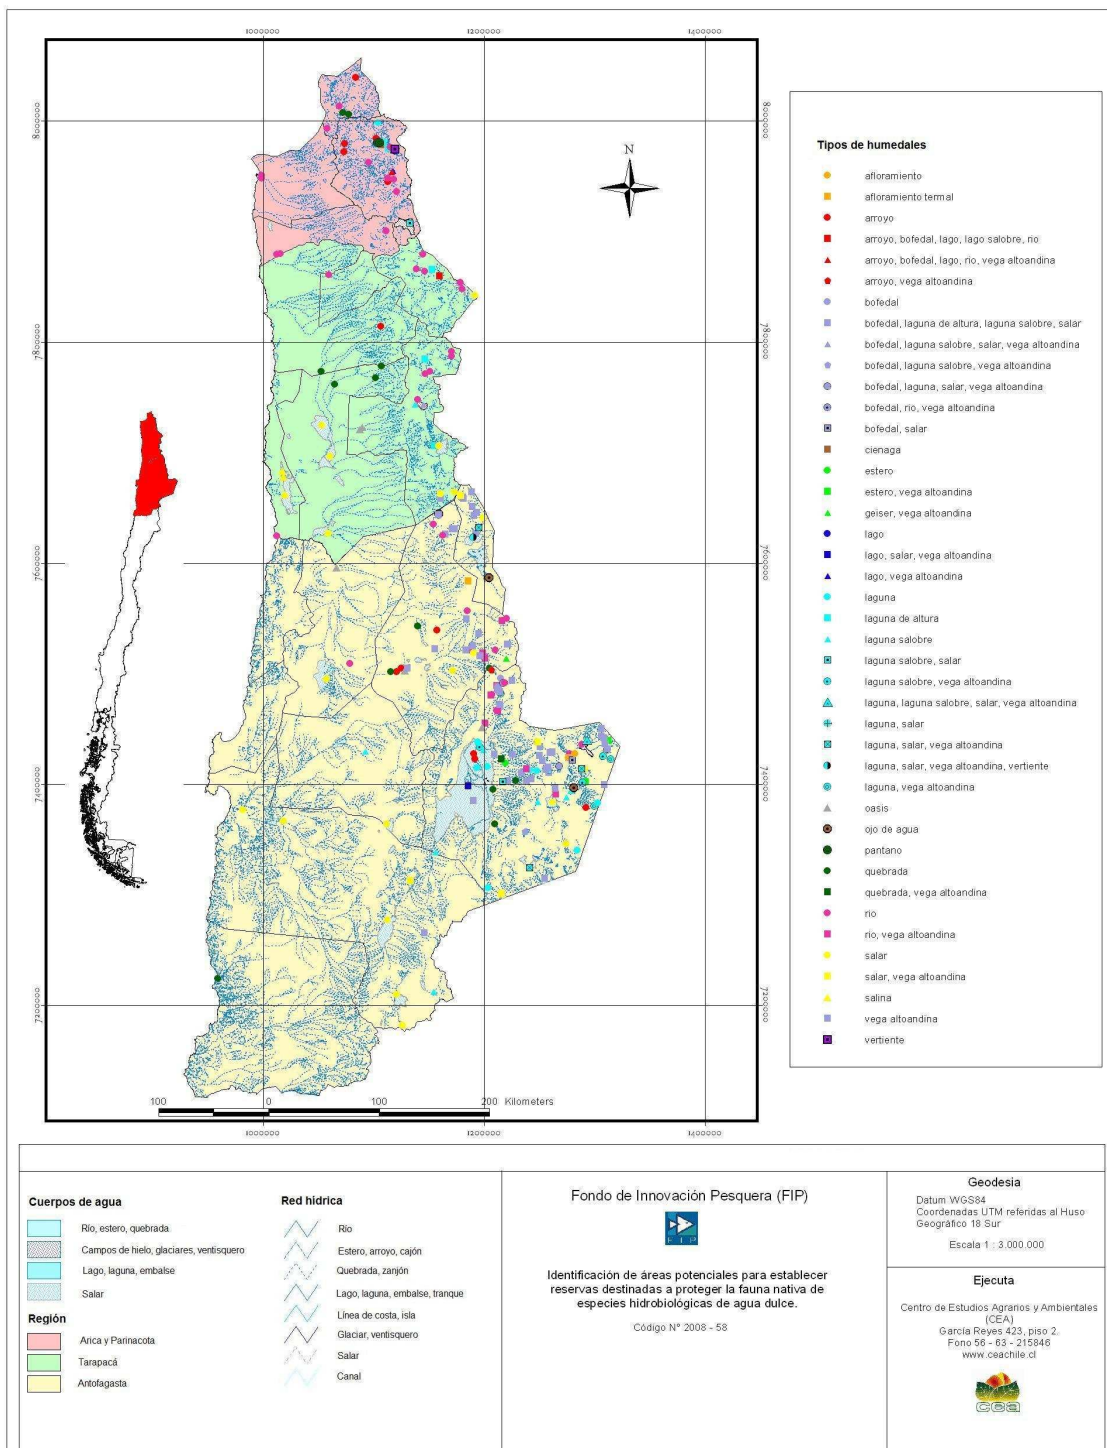 1000000
1200000
1400000
8000000
8000000
7800000
7800000
7600000
7600000
7400000
7400000
7200000
7200000
N
100 0 100 200 Kilometers
1000000
1200000
1400000
Tipos de humedales
afloramiento
afloramiento termal
arroyo
arroyo, bofedal, lago, lago salobre, rio
arroyo, bofedal, lago, rio, vega altoandina
arroyo, vega altoandina
bofedal
bofedal, laguna de altura, laguna salobre, salar
bofedal, laguna salobre, salar, vega altoandina
bofedal, laguna salobre, vega altoandina
bofedal, laguna, salar, vega altoandina
bofedal, rio, vega altoandina
bofedal, salar
cienaga
estero
estero, vega altoandina
geiser, vega altoandina
lago
lago, salar, vega altoandina
lago, vega altoandina
laguna
laguna de altura
laguna salobre
laguna salobre, salar
laguna salobre, vega altoandina
laguna, laguna salobre, salar, vega altoandina
laguna, salar
laguna, salar, vega altoandina
laguna, salar, vega altoandina, vertiente
laguna, vega altoandina
oasis
ojo de agua
pantano
quebrada
quebrada, vega altoandina
rio
rio, vega altoandina
salar
salar, vega altoandina
salina
vega altoandina
vertiente
Cuerpos de agua
Río, estero, quebrada
Campos de hielo, glaciares, ventisquero
Lago, laguna, embalse
Salar
Región
Arica y Parinacota
Tarapacá
Antofagasta
Red hídrica
Río
Estero, arroyo, cajón
Quebrada, zanjón
Lago, laguna, embalse, tranque
Línea de costa, isla
Glaciar, ventisquero
Salar
Canal
Fondo de Innovación Pesquera (FIP)
FIP
Identificación de áreas potenciales para establecer
reservas destinadas a proteger la fauna nativa de
especies hidrobiológicas de agua dulce.
Código N° 2008 - 58
Geodesia
Datum WGS84
Coordenadas UTM referidas al Huso
Geográfico 18 Sur
Escala 1 : 3.000.000
Ejecuta
Centro de Estudios Agrarios y Ambientales
(CEA)
García Reyes 423, piso 2.
Fono 56 - 63 - 215846
www.ceachile.cl
cea